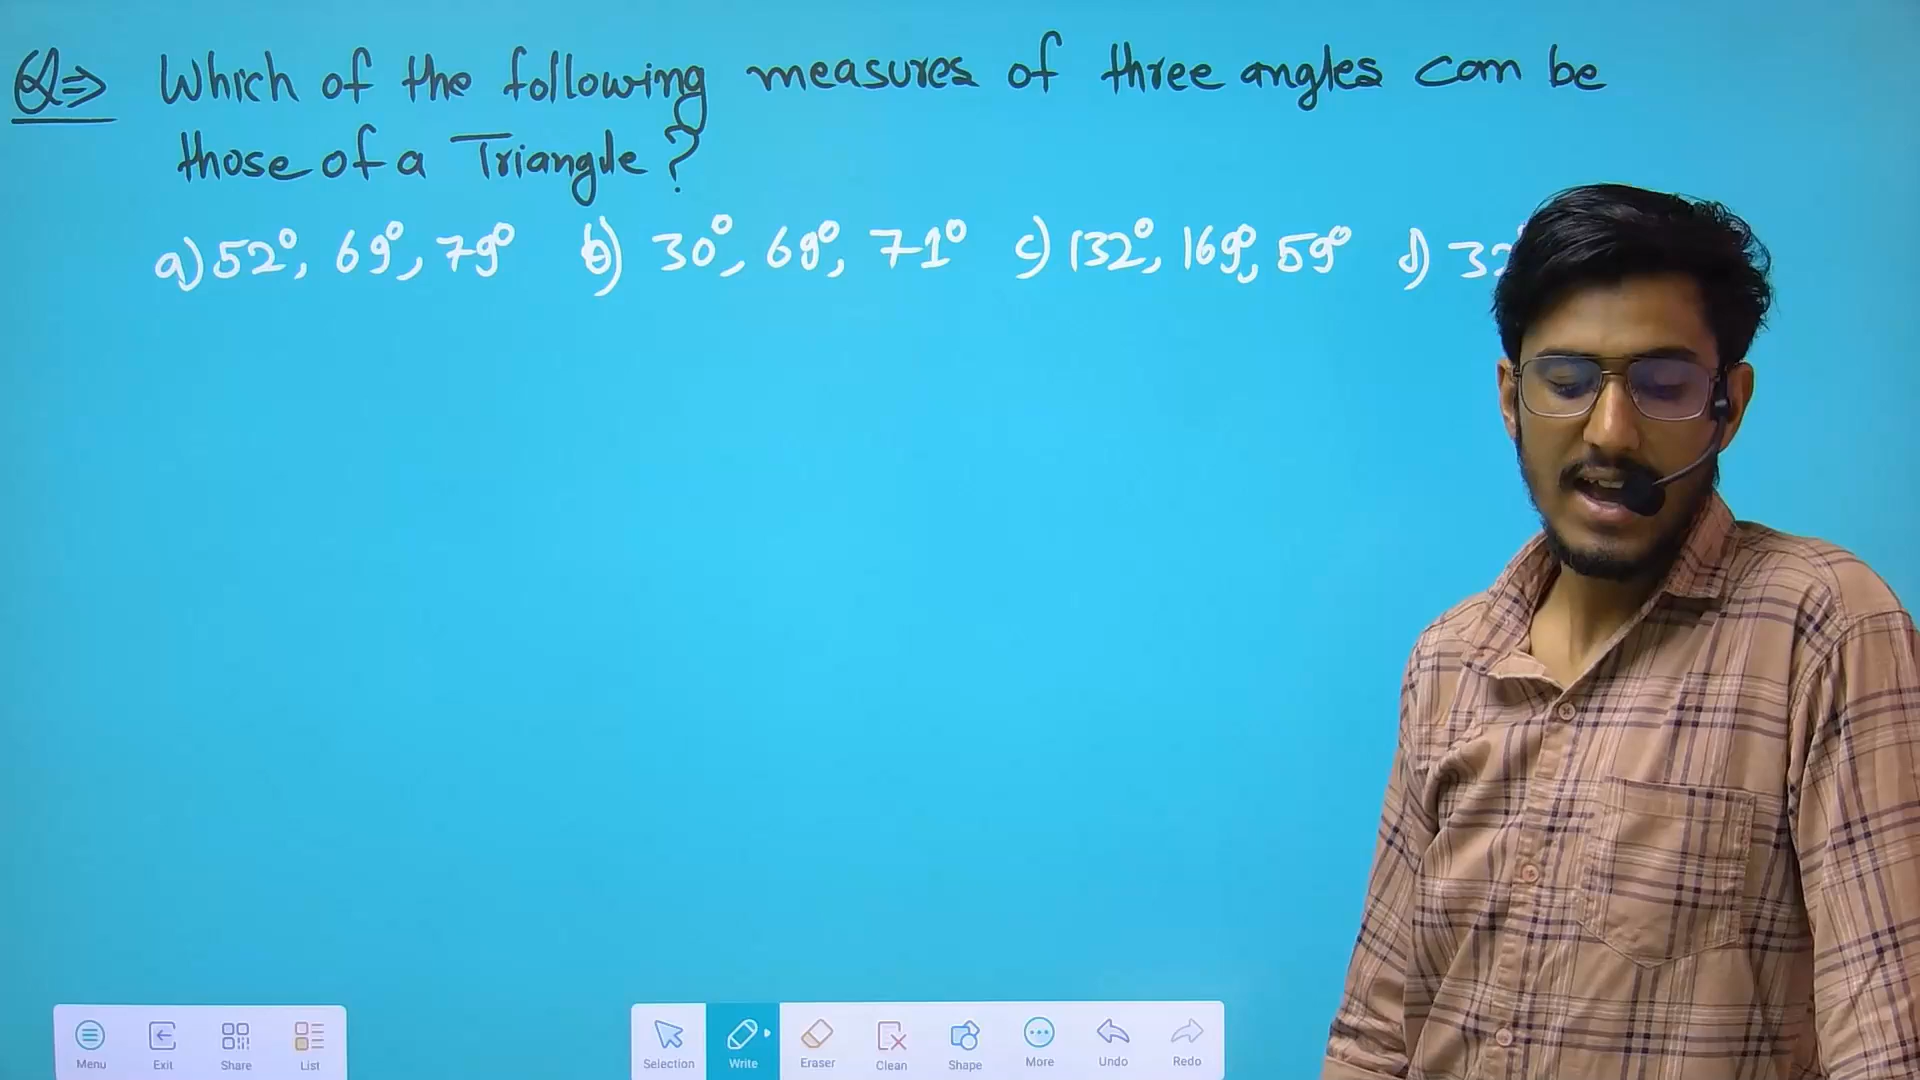 Q⇒ Which of the following measures of three angles can be
those of a Triangle?
a) 52°, 69°, 79° b) 30°, 69°, 71° c) 132°, 169°, 59° d)
Menu Exit Share List Selection Write Eraser Clean Shape More Undo Redo